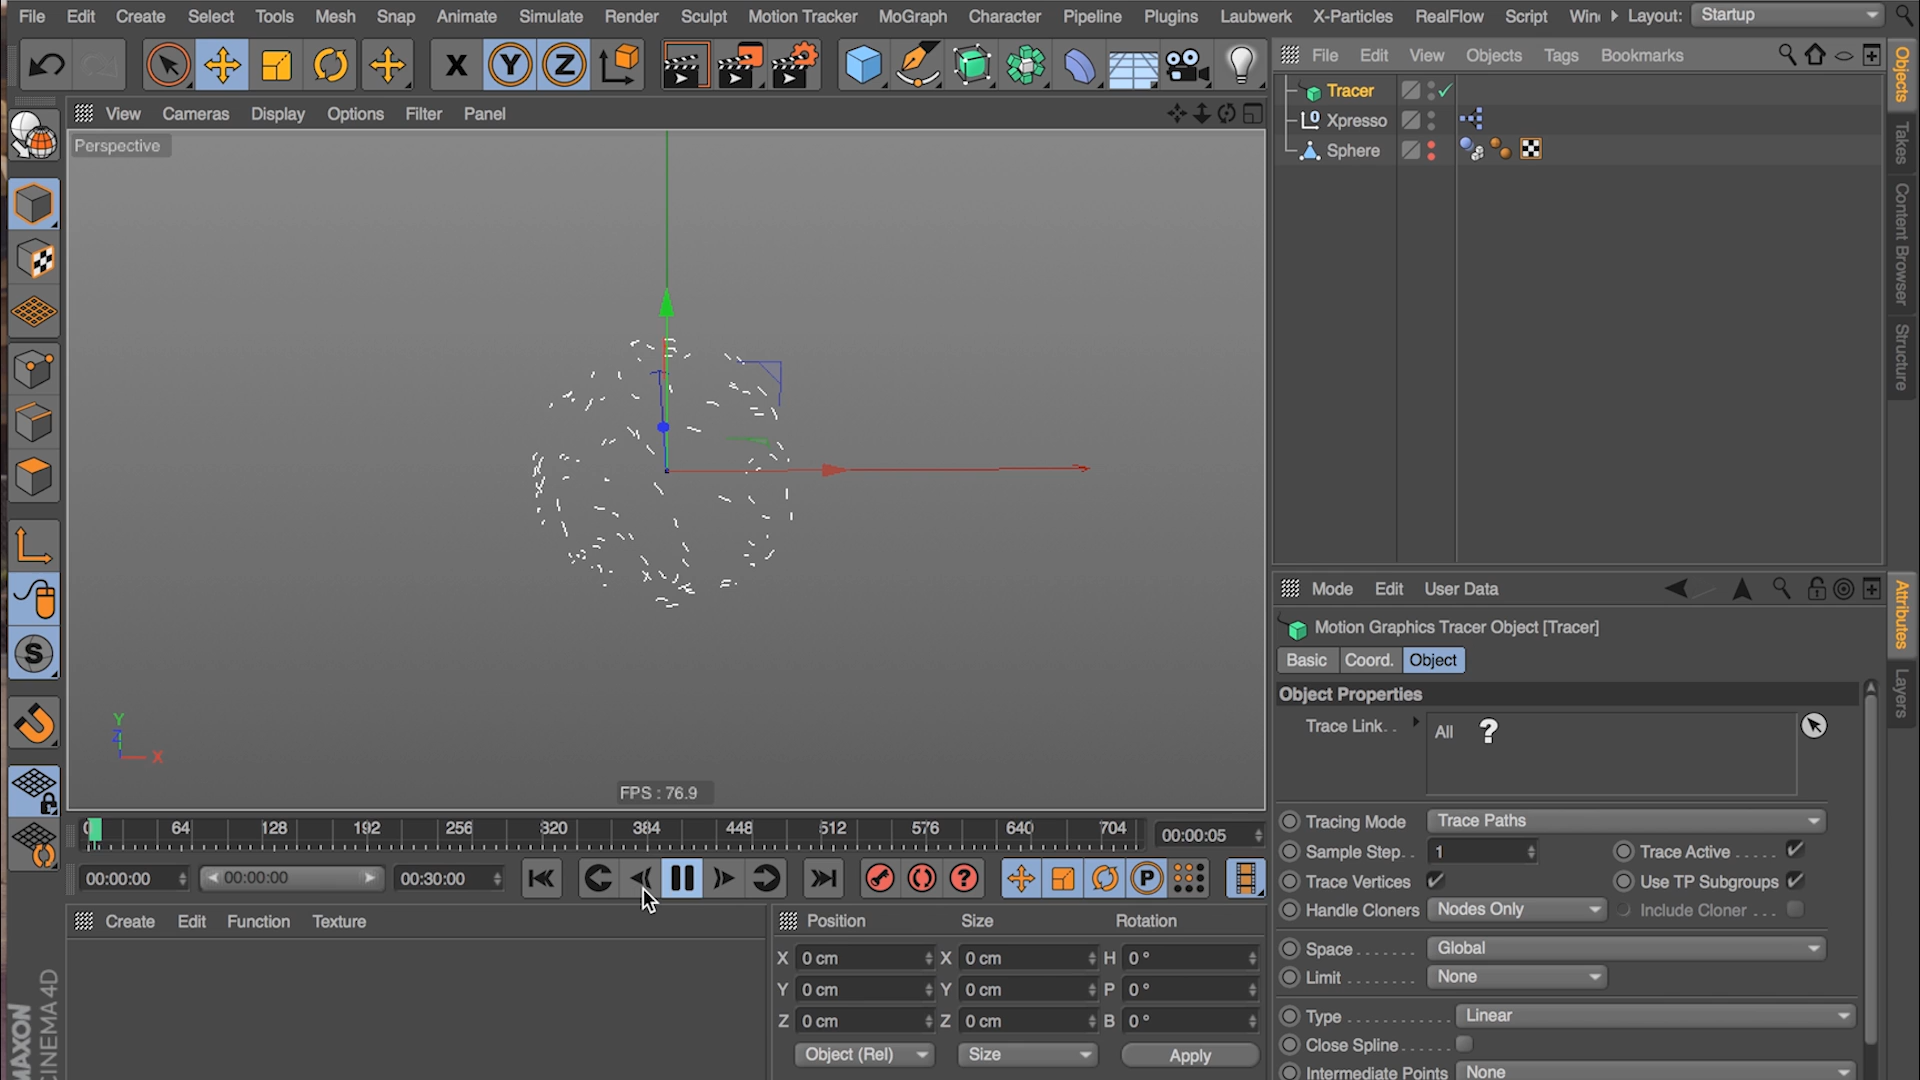 File Edit Create Select Tools Mesh Snap Animate Simulate Render Sculpt Motion Tracker MoGraph Character Pipeline Plugins Laubwerk X-Particles RealFlow Script Layout: Startup
X Y Z
File Edit View Objects Tags Bookmarks
View Cameras Display Options Filter Panel
Perspective
Tracer
Xpresso
Sphere
Objects
Takes
Content Browser
Structure
Attributes
Layers
Mode Edit User Data
Motion Graphics Tracer Object [Tracer]
Basic Coord. Object
Object Properties
Trace Link. . All ?
Tracing Mode Trace Paths
Sample Step. . 1 Trace Active . . . . .
Trace Vertices Use TP Subgroups
Handle Cloners Nodes Only Include Cloner . . .
Space . . . . . . . Global
Limit . . . . . . . . . None
Type . . . . . . . . . . . Linear
Close Spline . . . . . .
Intermediate Points None
Y
Z
X
FPS : 76.9
0 64 128 192 256 320 384 448 512 576 640 704 00:00:05
00:00:00 00:00:00 00:30:00 ? P
S
Create Edit Function Texture
Position Size Rotation
X 0 cm X 0 cm H 0 °
Y 0 cm Y 0 cm P 0 °
Z 0 cm Z 0 cm B 0 °
Object (Rel) Size Apply
MAXON
CINEMA 4D